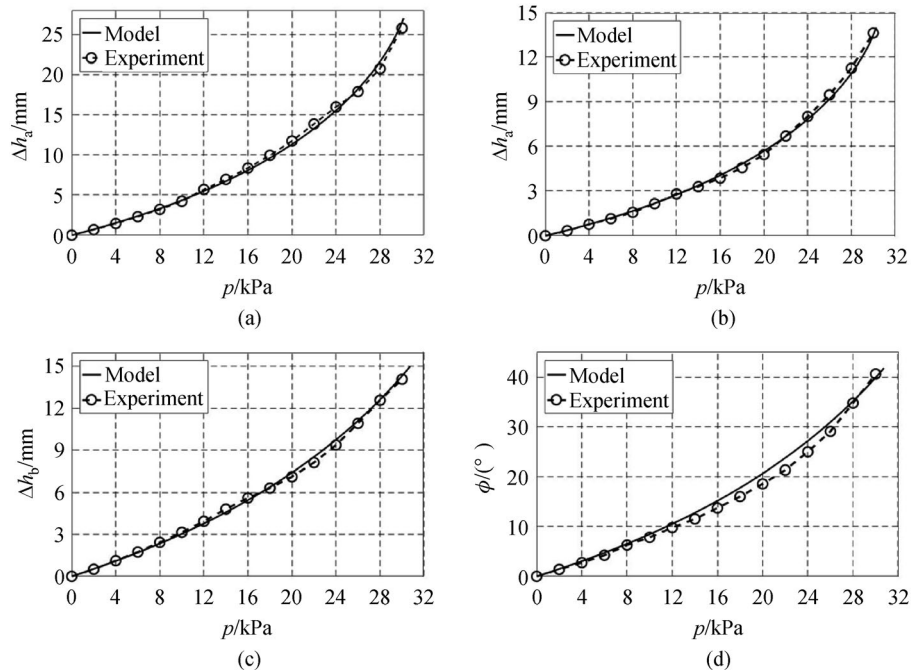 Model
Experiment
25
20
15
10
5
0
Δhₐ/mm
0 4 8 12 16 20 24 28 32
p/kPa
(a)
Model
Experiment
15
12
9
6
3
0
Δhₐ/mm
0 4 8 12 16 20 24 28 32
p/kPa
(b)
Model
Experiment
15
12
9
6
3
0
Δh_b/mm
0 4 8 12 16 20 24 28 32
p/kPa
(c)
Model
Experiment
40
30
20
10
0
ϕ/(°)
0 4 8 12 16 20 24 28 32
p/kPa
(d)